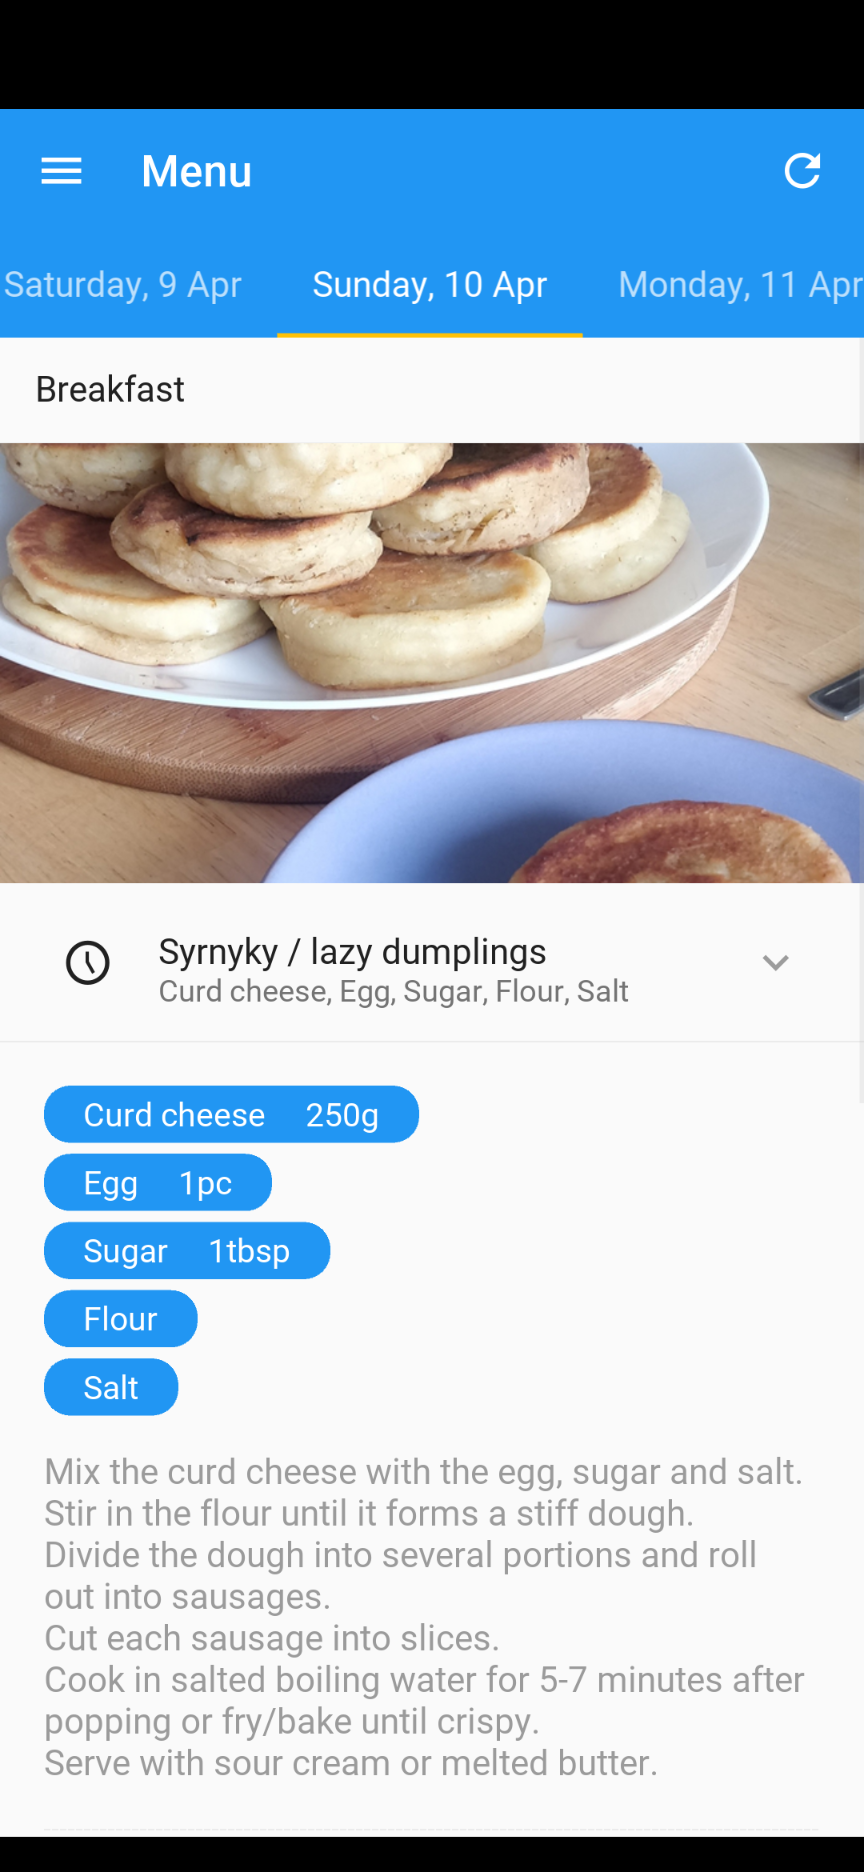 Menu
Saturday, 9 Apr
Sunday, 10 Apr
Monday, 11 Apr
Breakfast
Syrnyky / lazy dumplings
Curd cheese, Egg, Sugar, Flour, Salt
Curd cheese 250g
Egg 1pc
Sugar 1tbsp
Flour
Salt
Mix the curd cheese with the egg, sugar and salt.
Stir in the flour until it forms a stiff dough.
Divide the dough into several portions and roll
out into sausages.
Cut each sausage into slices.
Cook in salted boiling water for 5-7 minutes after
popping or fry/bake until crispy.
Serve with sour cream or melted butter.